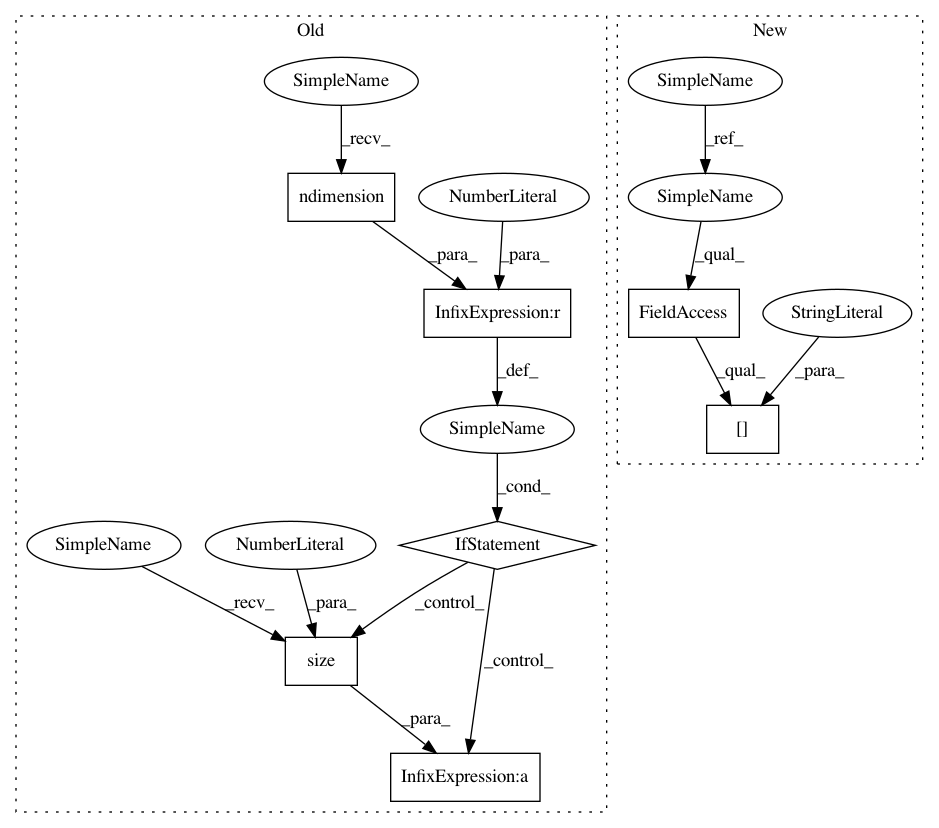 Old
New
SimpleName
SimpleName
_recv_
_ref_
ndimension
NumberLiteral
SimpleName
_para_
_para_
_qual_
InfixExpression:r
FieldAccess
StringLiteral
_def_
_qual_
_para_
SimpleName
[]
_cond_
SimpleName
NumberLiteral
IfStatement
_recv_
_para_
_control_
size
_control_
_para_
InfixExpression:a